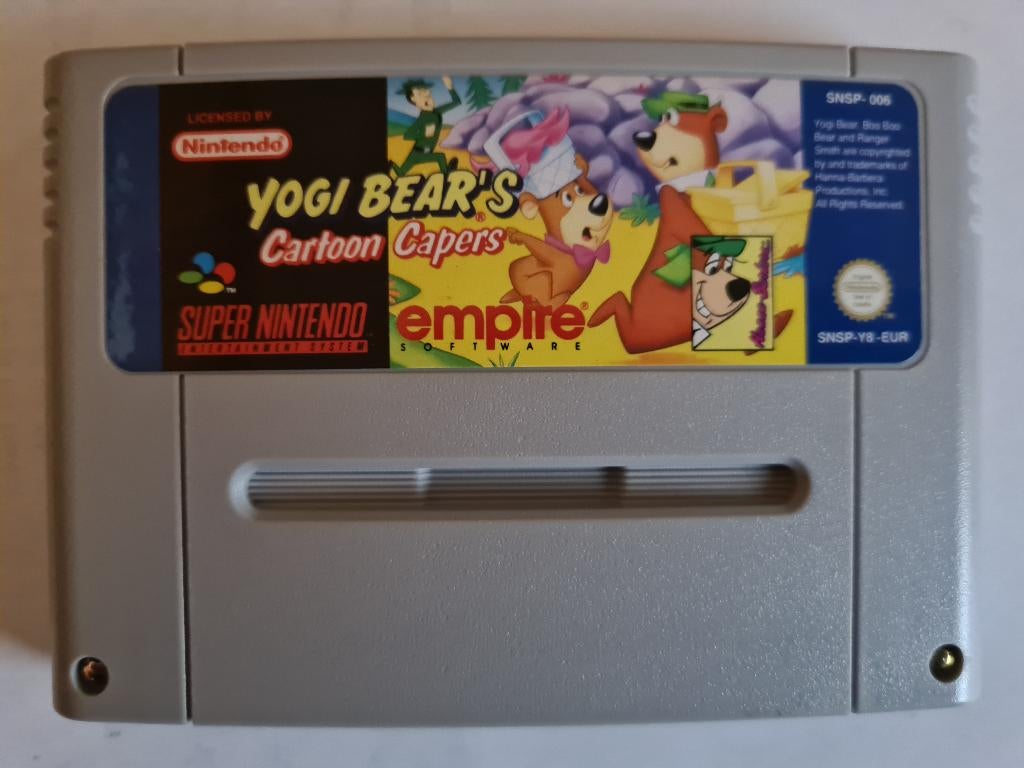 LICENSED BY
Nintendo®
YOGI BEAR'S®
Cartoon Capers
TM
SUPER NINTENDO
ENTERTAINMENT SYSTEM
empire®
SOFTWARE
SNSP- 006
Yogi Bear, Boo Boo
Bear and Ranger
Smith are copyrighted
by and trademarks of
Hanna-Barbera
Productions, Inc.
All Rights Reserved.
Nintendo
SNSP-Y8-EUR